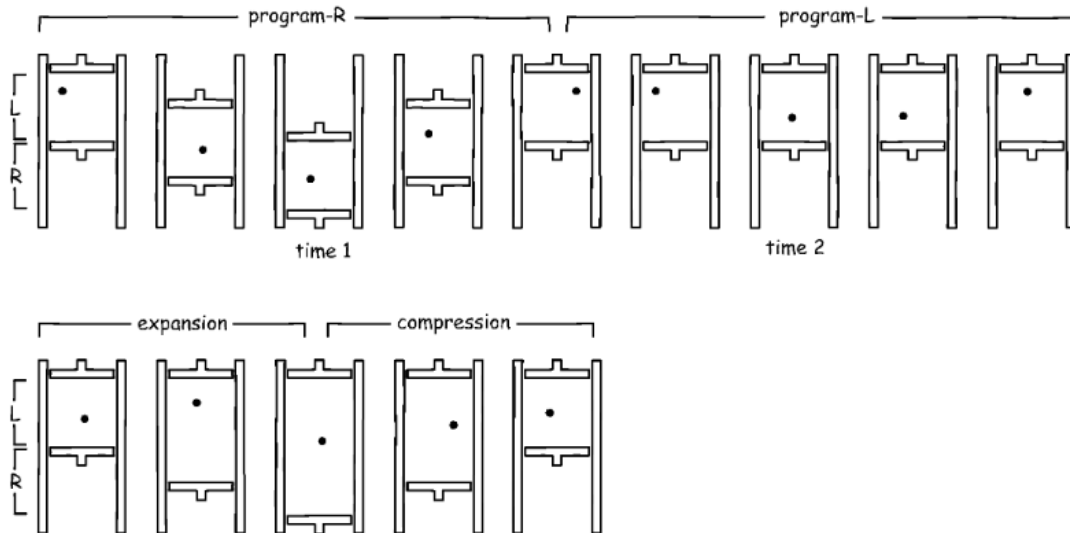 program-R program-L
L
R
time 1 time 2
expansion compression
L
R